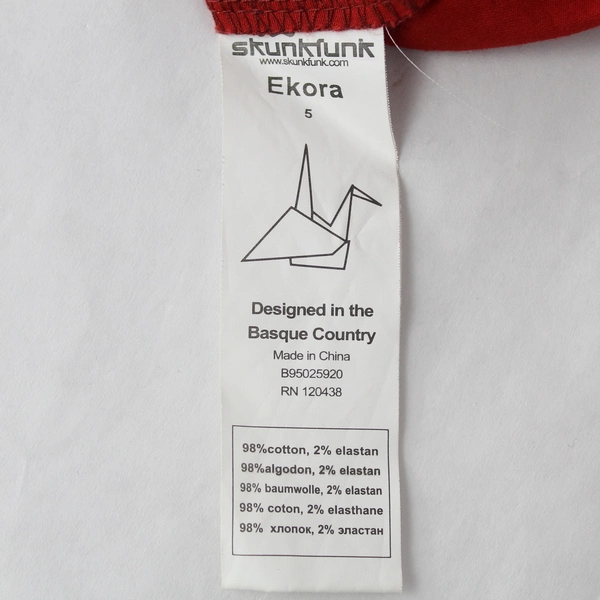 skunkfunk
www.skunkfunk.com
Ekora
5
Designed in the
Basque Country
Made in China
B95025920
RN 120438
98%cotton, 2% elastan
98%algodon, 2% elastan
98% baumwolle, 2% elastan
98% coton, 2% elasthane
98% хлопок, 2% эластан